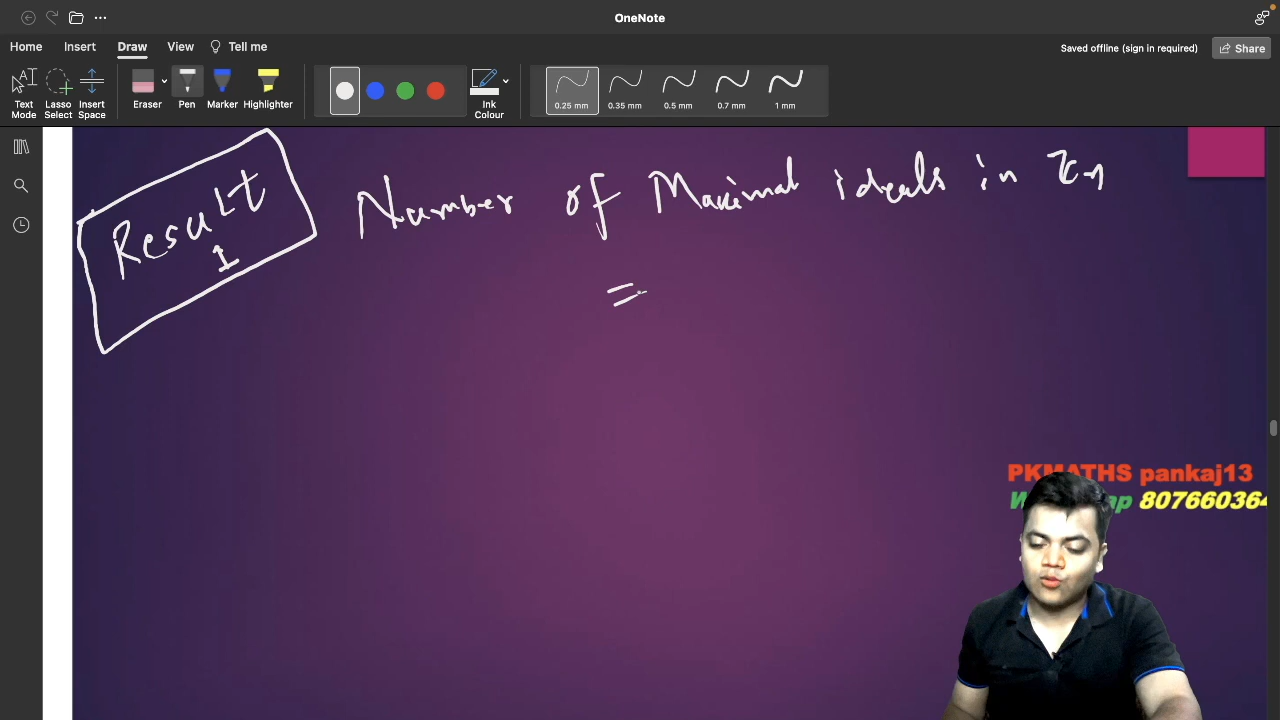 OneNote
Home Insert Draw View Tell me
Saved offline (sign in required) Share
Text Mode Lasso Select Insert Space Eraser Pen Marker Highlighter Ink Colour 0.25 mm 0.35 mm 0.5 mm 0.7 mm 1 mm
Result 1
Number of Maximal ideals in Zn
=
PKMATHS pankaj13
80766036